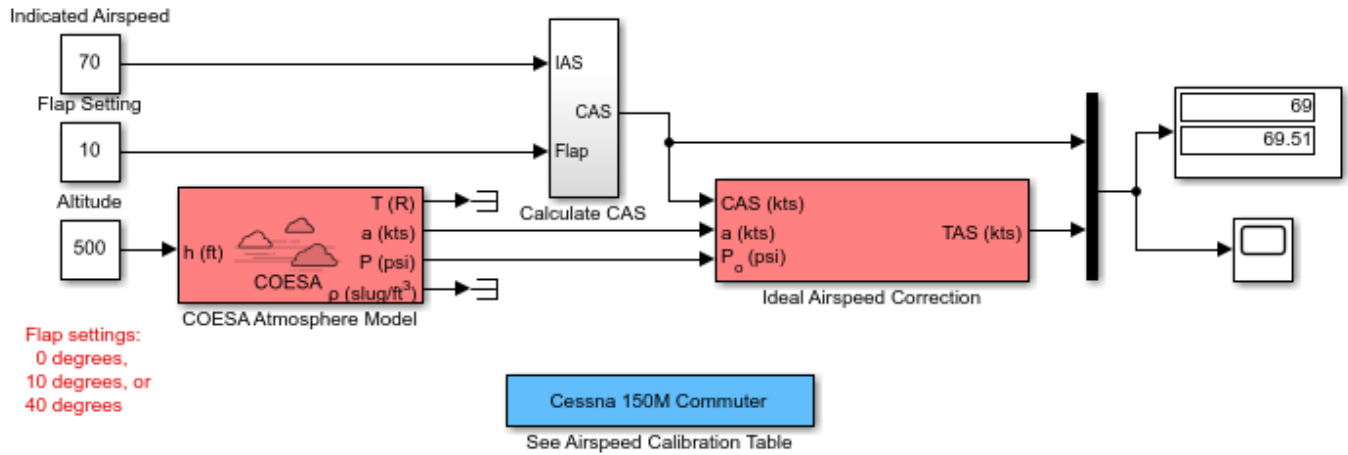 Indicated Airspeed
70
Flap Setting
10
Altitude
500
IAS
CAS
Flap
Calculate CAS
h (ft)
COESA
T (R)
a (kts)
P (psi)
ρ (slug/ft³)
COESA Atmosphere Model
CAS (kts)
a (kts)
Pₒ (psi)
TAS (kts)
Ideal Airspeed Correction
69
69.51
Flap settings:
0 degrees,
10 degrees, or
40 degrees
Cessna 150M Commuter
See Airspeed Calibration Table